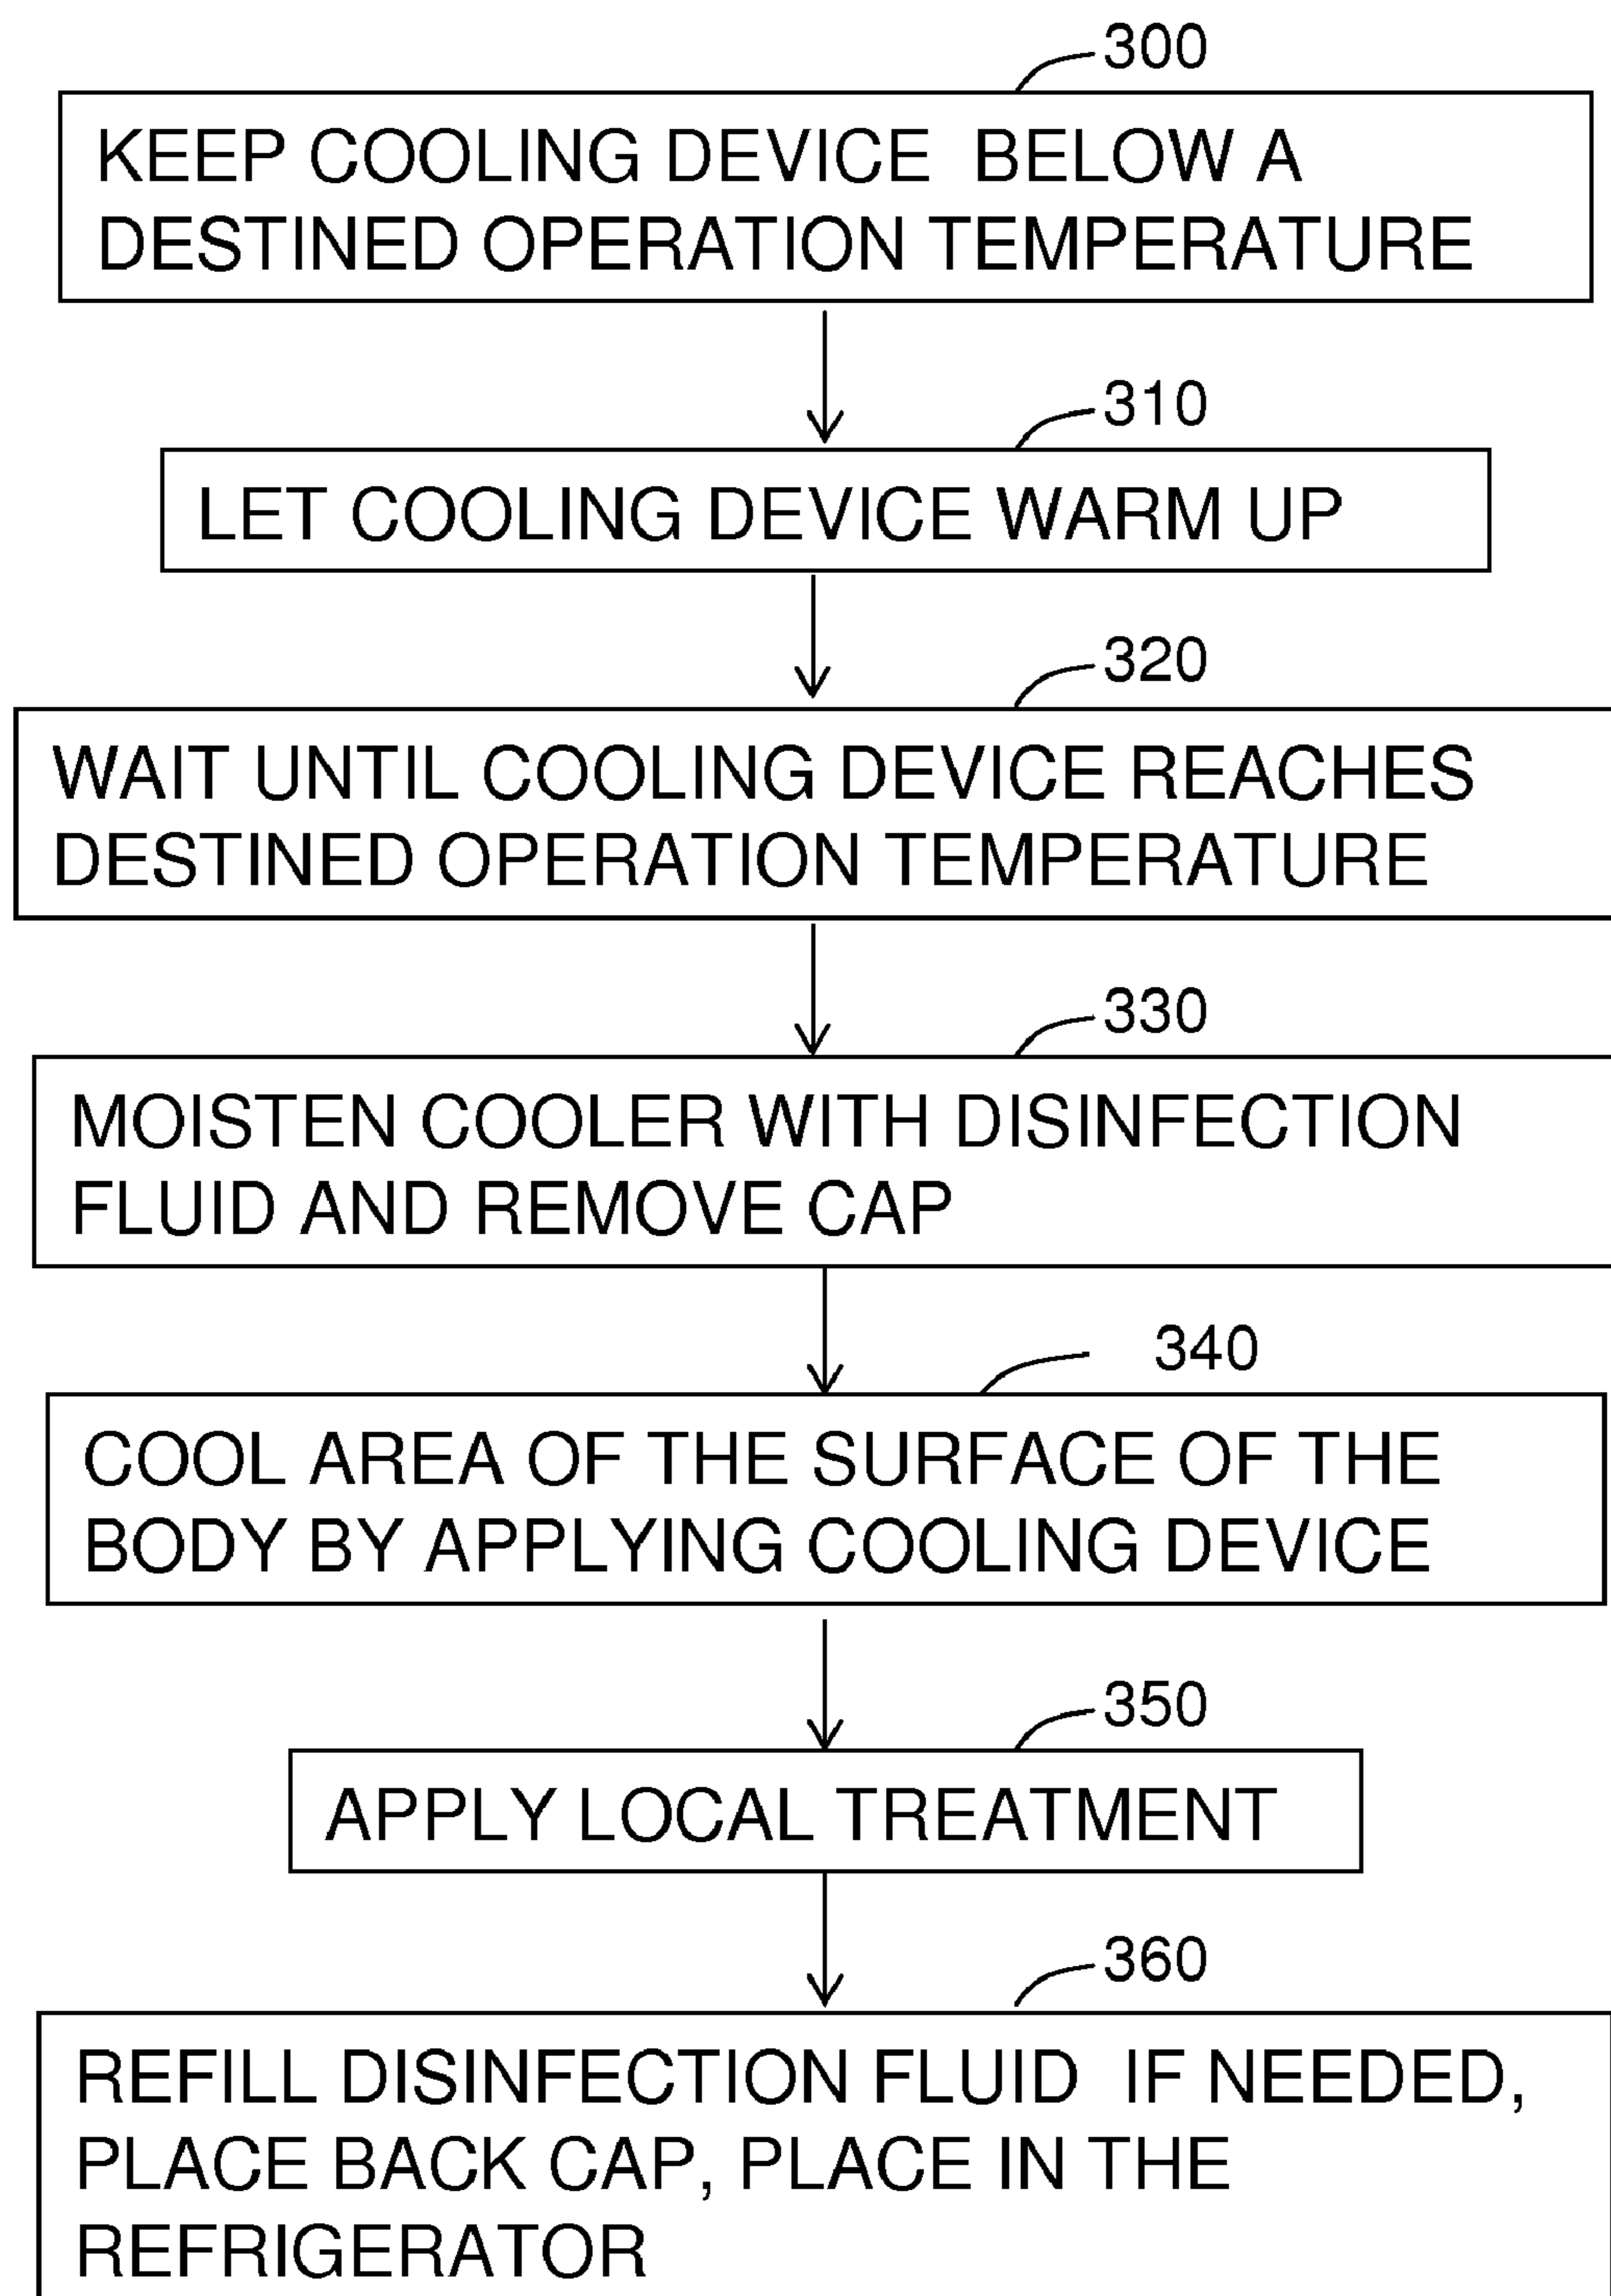 300
KEEP COOLING DEVICE BELOW A
DESTINED OPERATION TEMPERATURE
310
LET COOLING DEVICE WARM UP
320
WAIT UNTIL COOLING DEVICE REACHES
DESTINED OPERATION TEMPERATURE
330
MOISTEN COOLER WITH DISINFECTION
FLUID AND REMOVE CAP
340
COOL AREA OF THE SURFACE OF THE
BODY BY APPLYING COOLING DEVICE
350
APPLY LOCAL TREATMENT
360
REFILL DISINFECTION FLUID IF NEEDED,
PLACE BACK CAP, PLACE IN THE
REFRIGERATOR